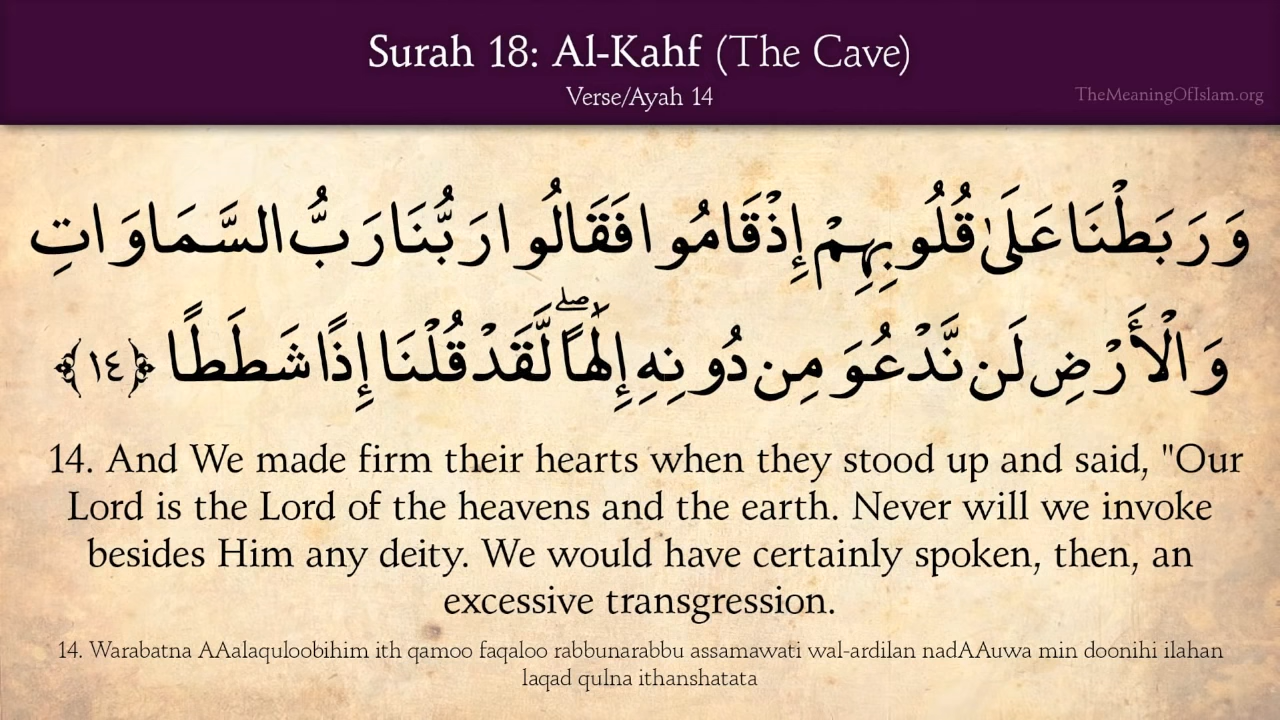 Surah 18: Al-Kahf (The Cave)
Verse/Ayah 14
TheMeaningOfIslam.org
وَرَبَطْنَا عَلَىٰ قُلُوبِهِمْ إِذْ قَامُوا فَقَالُوا رَبُّنَا رَبُّ السَّمَاوَاتِ
وَالْأَرْضِ لَن نَّدْعُوَ مِن دُونِهِ إِلَٰهًا ۖ لَّقَدْ قُلْنَا إِذًا شَطَطًا ﴿١٤﴾
14. And We made firm their hearts when they stood up and said, "Our
Lord is the Lord of the heavens and the earth. Never will we invoke
besides Him any deity. We would have certainly spoken, then, an
excessive transgression.
14. Warabatna AAalaquloobihim ith qamoo faqaloo rabbunarabbu assamawati wal-ardilan nadAAuwa min doonihi ilahan
laqad qulna ithanshatata